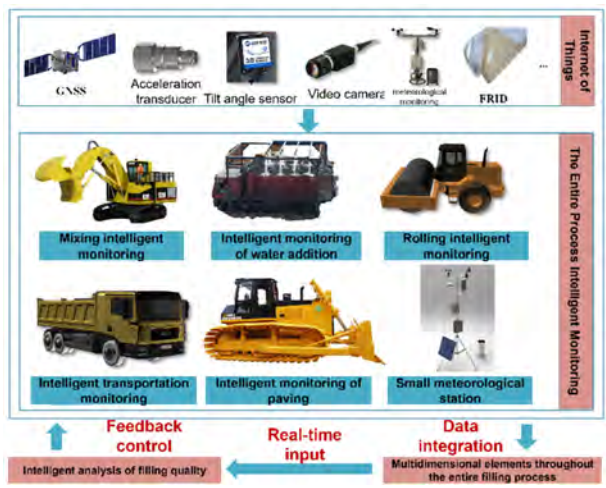 GNSS
Acceleration
transducer
Tilt angle sensor
Video camera
meteorological
monitoring
FRID
...
Internet of
Things
Mixing intelligent
monitoring
Intelligent monitoring
of water addition
Rolling intelligent
monitoring
Intelligent transportation
monitoring
Intelligent monitoring of
paving
Small meteorological
station
The Entire Process Intelligent Monitoring
Feedback
control
Real-time
input
Data
integration
Intelligent analysis of filling quality
Multidimensional elements throughout
the entire filling process